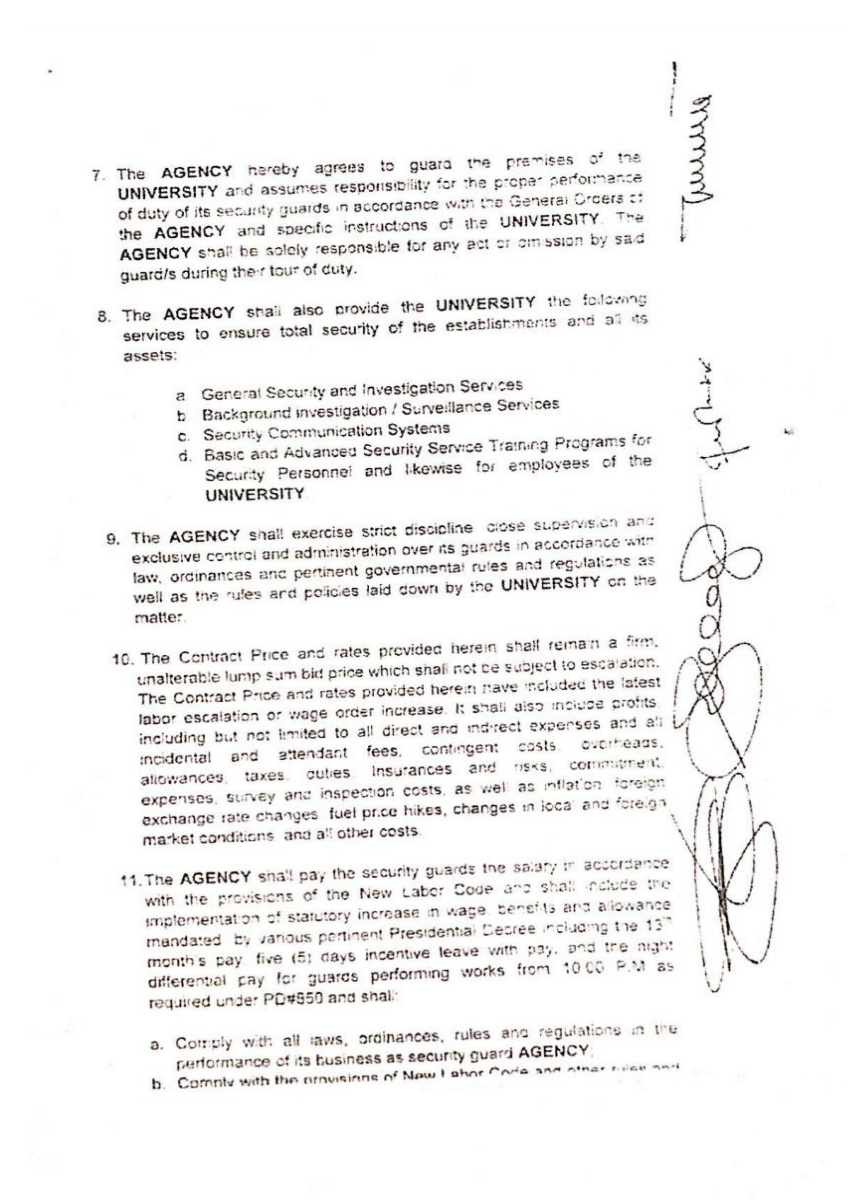 7. The AGENCY hereby agrees to guard the premises of the
UNIVERSITY and assumes responsibility for the proper performance
of duty of its security guards in accordance with the General Orders of
the AGENCY and specific instructions of the UNIVERSITY. The
AGENCY shall be solely responsible for any act or omission by said
guard/s during their tour of duty.
8. The AGENCY shall also provide the UNIVERSITY the following
services to ensure total security of the establishments and all its
assets:
a General Security and Investigation Services
b Background investigation / Surveillance Services
c. Security Communication Systems
d. Basic and Advanced Security Service Training Programs for
Security Personnel and likewise for employees of the
UNIVERSITY
9. The AGENCY shall exercise strict discipline close supervision and
exclusive control and administration over its guards in accordance with
law, ordinances and pertinent governmental rules and regulations as
well as the rules and policies laid down by the UNIVERSITY on the
matter.
10. The Contract Price and rates provided herein shall remain a firm,
unalterable lump sum bid price which shall not be subject to escalation.
The Contract Price and rates provided herein have included the latest
labor escalation or wage order increase. It shall also include profits,
including but not limited to all direct and indirect expenses and all
incidental and attendant fees, contingent costs, overheads,
allowances, taxes, duties, insurances and risks, commitment,
expenses, survey and inspection costs, as well as inflation foreign
exchange rate changes fuel price hikes, changes in local and foreign
market conditions and all other costs.
11. The AGENCY shall pay the security guards the salary in accordance
with the provisions of the New Labor Code and shall include the
implementation of statutory increase in wage, benefits and allowance
mandated by various pertinent Presidential Decree including the 13th
month's pay, five (5) days incentive leave with pay, and the night
differential pay for guards performing works from 10:00 P.M as
required under PD#850 and shall:
a. Comply with all laws, ordinances, rules and regulations in the
performance of its business as security guard AGENCY;
b. Comply with the provisions of New Labor Code and other rules and